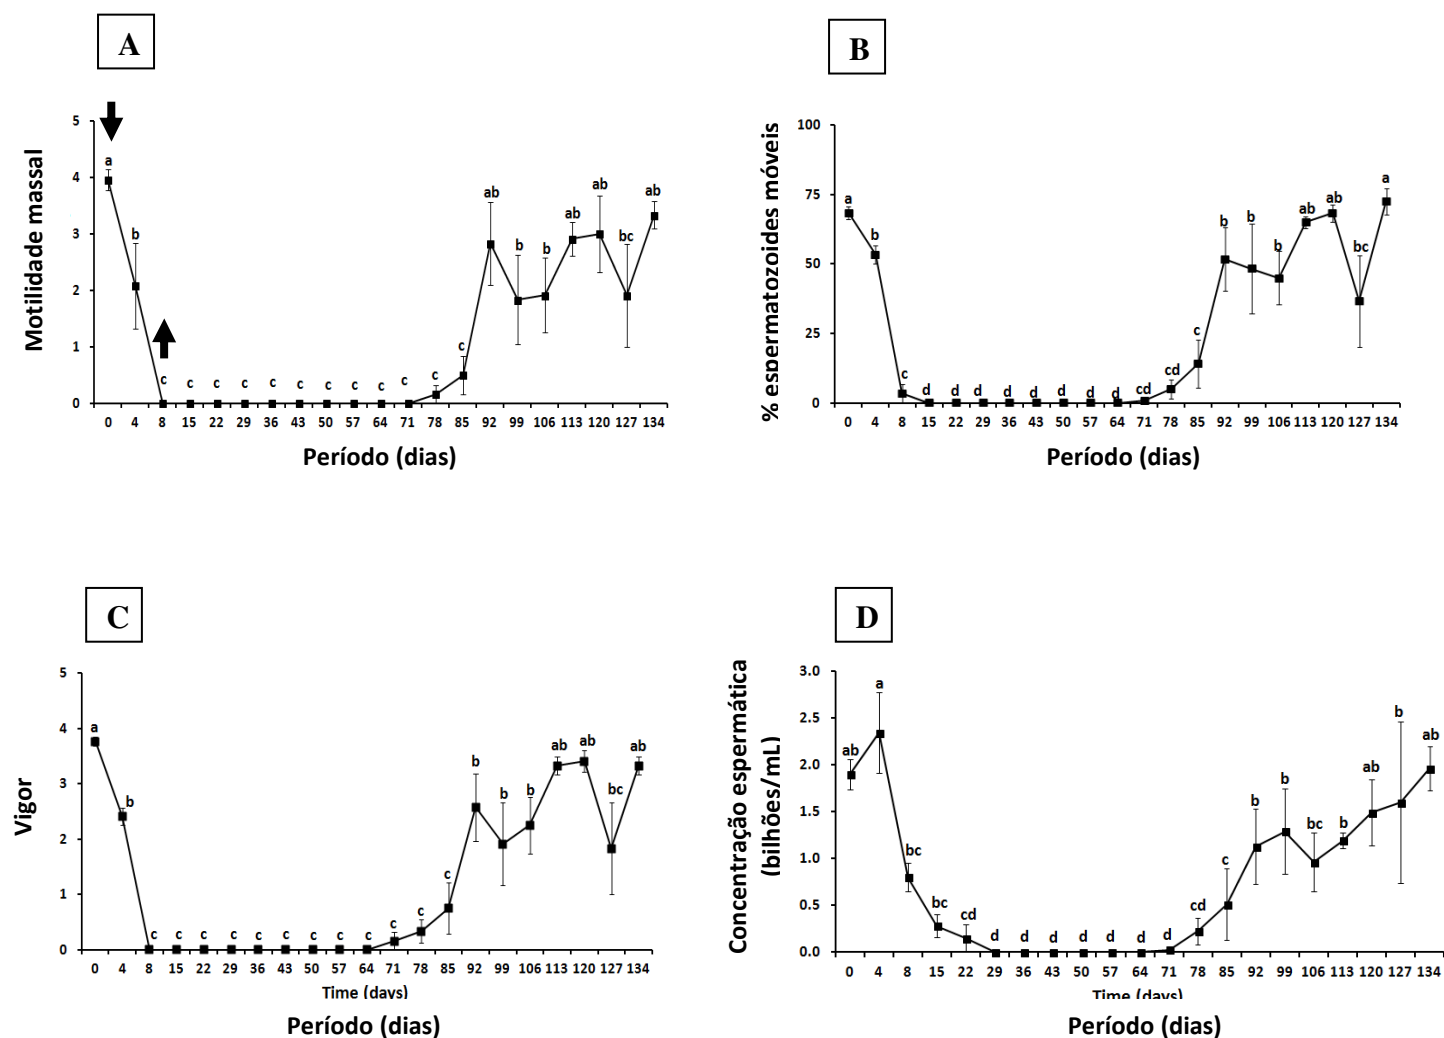 A
Motilidade massal
5
4
3
2
1
0
a
b
c
c
c
c
c
c
c
c
c
c
c
c
ab
b
b
ab
ab
bc
ab
0 4 8 15 22 29 36 43 50 57 64 71 78 85 92 99 106 113 120 127 134
Período (dias)
B
% espermatozoides móveis
100
75
50
25
0
a
b
c
d
d
d
d
d
d
d
d
cd
cd
c
b
b
b
ab
ab
bc
a
0 4 8 15 22 29 36 43 50 57 64 71 78 85 92 99 106 113 120 127 134
Período (dias)
C
Vigor
5
4
3
2
1
0
a
b
c
c
c
c
c
c
c
c
c
c
c
c
b
b
b
ab
ab
bc
ab
0 4 8 15 22 29 36 43 50 57 64 71 78 85 92 99 106 113 120 127 134
Time (days)
Período (dias)
D
Concentração espermática
(bilhões/mL)
3.0
2.5
2.0
1.5
1.0
0.5
0.0
ab
a
bc
bc
cd
d
d
d
d
d
d
d
cd
c
b
b
bc
b
ab
b
ab
0 4 8 15 22 29 36 43 50 57 64 71 78 85 92 99 106 113 120 127 134
Time (days)
Período (dias)